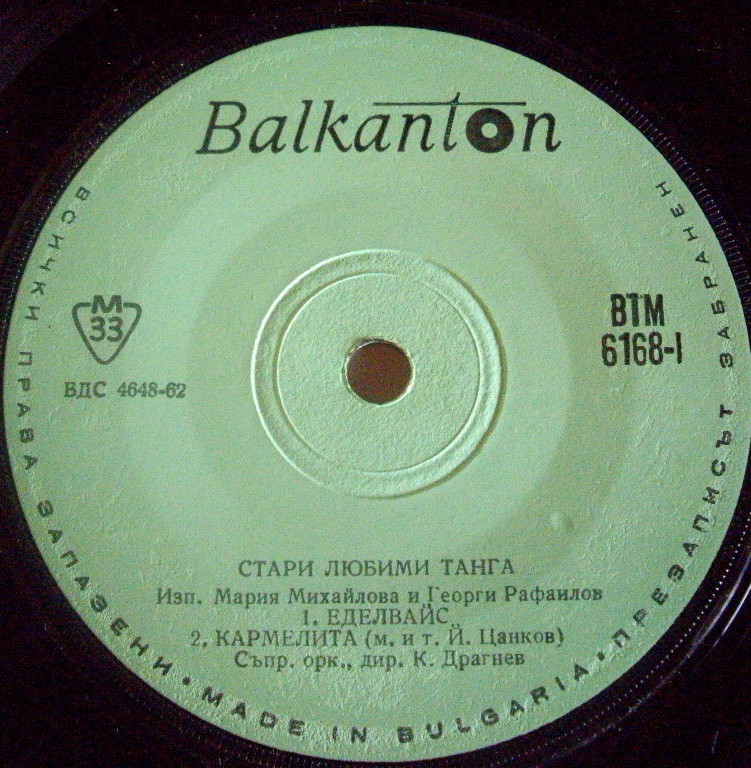 Balkanton
ВСИЧКИ ПРАВА ЗАПАЗЕНИ • MADE IN BULGARIA • ПРЕЗАПИСЪТ ЗАБРАНЕН
М
33
БДС 4648-62
ВТМ
6168-I
СТАРИ ЛЮБИМИ ТАНГА
Изп. Мария Михайлова и Георги Рафаилов
1. ЕДЕЛВАЙС
2. КАРМЕЛИТА (м. и т. Й. Цанков)
Съпр. орк., дир. К. Драгнев